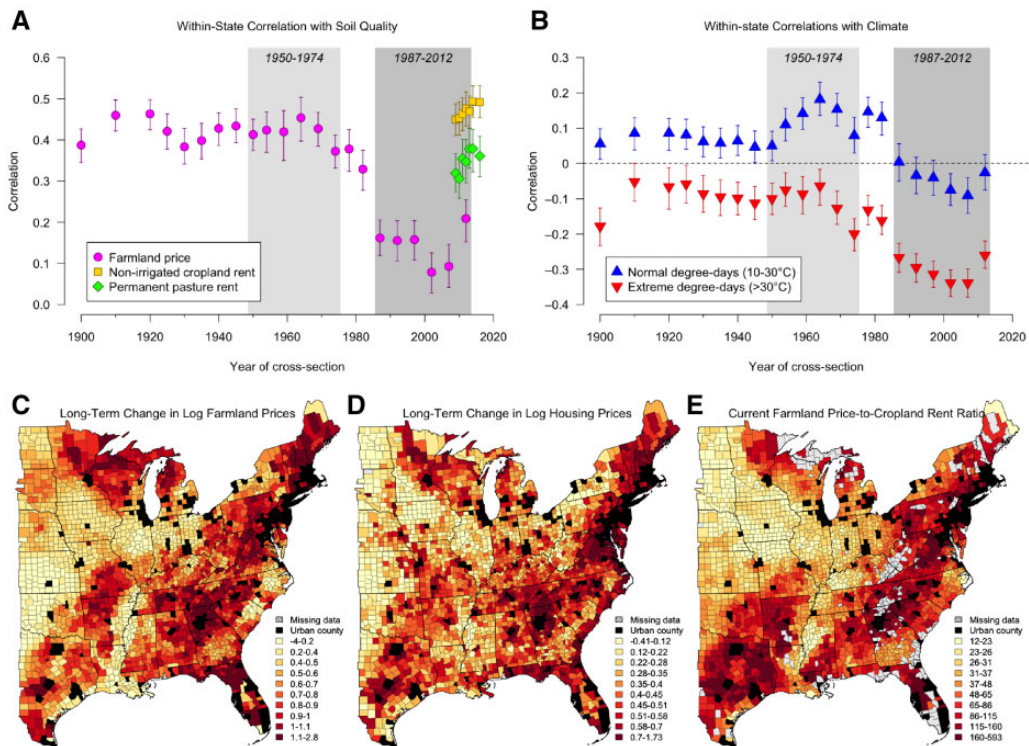 A
Within-State Correlation with Soil Quality
1950-1974
1987-2012
Correlation
0.6
0.5
0.4
0.3
0.2
0.1
0.0
Farmland price
Non-irrigated cropland rent
Permanent pasture rent
1900
1920
1940
1960
1980
2000
2020
Year of cross-section
B
Within-state Correlations with Climate
1950-1974
1987-2012
Correlation
0.3
0.2
0.1
0
−0.1
−0.2
−0.3
−0.4
Normal degree-days (10-30°C)
Extreme degree-days (>30°C)
1900
1920
1940
1960
1980
2000
2020
Year of cross-section
C
Long-Term Change in Log Farmland Prices
Missing data
Urban county
-4-0.2
0.2-0.4
0.4-0.5
0.5-0.6
0.6-0.7
0.7-0.8
0.8-0.9
0.9-1
1-1.1
1.1-2.8
D
Long-Term Change in Log Housing Prices
Missing data
Urban county
-0.41-0.12
0.12-0.22
0.22-0.28
0.28-0.35
0.35-0.4
0.4-0.45
0.45-0.51
0.51-0.58
0.58-0.7
0.7-1.73
E
Current Farmland Price-to-Cropland Rent Ratio
Missing data
Urban county
12-23
23-26
26-31
31-37
37-48
48-65
65-86
86-115
115-160
160-593